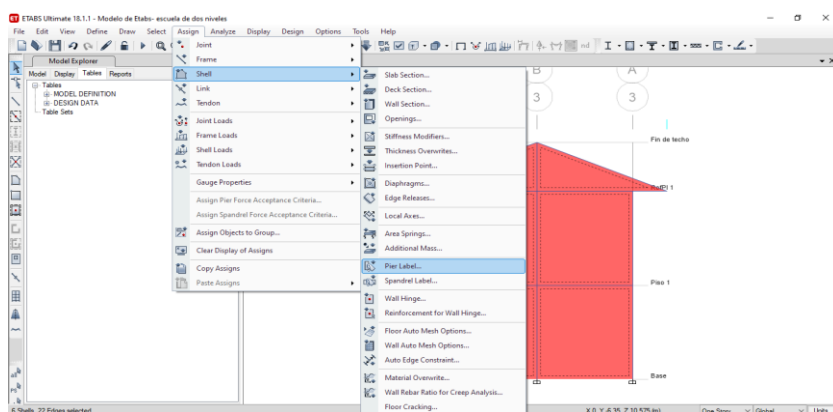 ETABS Ultimate 18.1.1 - Modelo de Etabs- escuela de dos niveles
File Edit View Define Draw Select Assign Analyze Display Design Options Tools Help
nd
Model Explorer
Model Display Tables Reports
Tables
MODEL DEFINITION
DESIGN DATA
Table Sets
Joint
Frame
Shell
Link
Tendon
Joint Loads
Frame Loads
Shell Loads
Tendon Loads
Gauge Properties
Assign Pier Force Acceptance Criteria...
Assign Spandrel Force Acceptance Criteria...
Assign Objects to Group...
Clear Display of Assigns
Copy Assigns
Paste Assigns
Slab Section...
Deck Section...
Wall Section...
Openings...
Stiffness Modifiers...
Thickness Overwrites...
Insertion Point...
Diaphragms...
Edge Releases...
Local Axes...
Area Springs...
Additional Mass...
Pier Label...
Spandrel Label...
Wall Hinge...
Reinforcement for Wall Hinge...
Floor Auto Mesh Options...
Wall Auto Mesh Options...
Auto Edge Constraint...
Material Overwrite...
Wall Rebar Ratio for Creep Analysis...
Floor Cracking...
B A
3 3
Fin de techo
Piso 1
Base
6 Shells, 22 Edges selected
X 0 Y -6.35 Z 10.575 (m) One Story Global Units